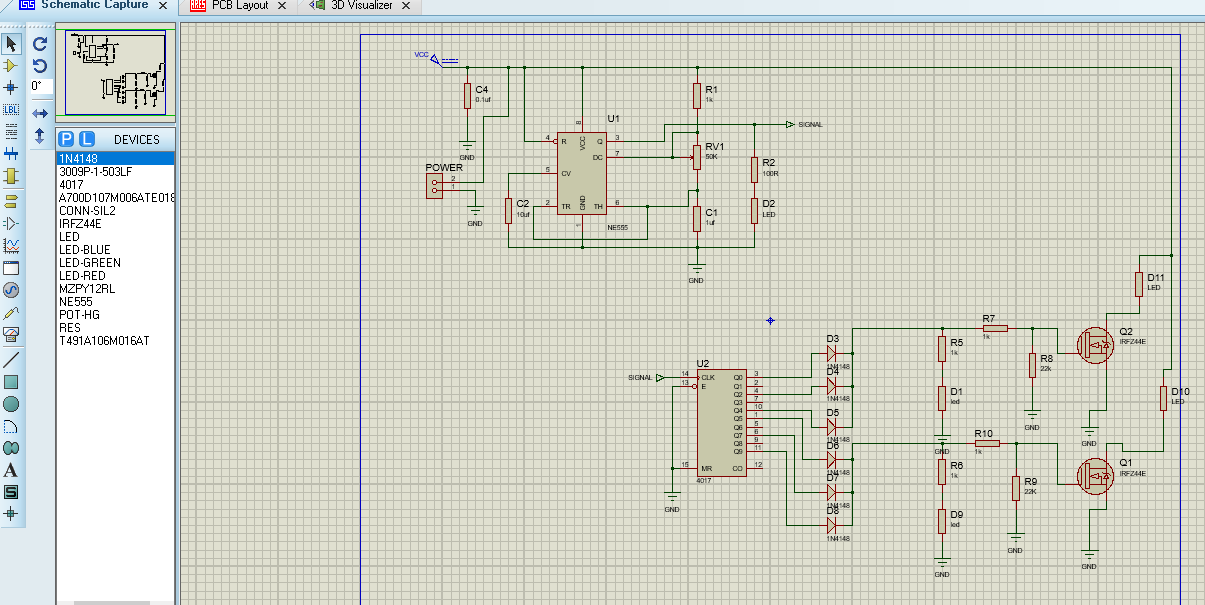 Schematic Capture
PCB Layout
3D Visualizer
0°
LBL
P L DEVICES
1N4148
3009P-1-503LF
4017
A700D107M006ATE018
CONN-SIL2
IRFZ44E
LED
LED-BLUE
LED-GREEN
LED-RED
MZPY12RL
NE555
POT-HG
RES
T491A106M016AT
VCC
C4
0.1uf
GND
POWER
2
1
GND
U1
4
R
8
VCC
Q
3
DC
7
5
CV
2
TR
GND
1
TH
6
NE555
C2
10uf
R1
1k
RV1
50K
C1
1uf
GND
SIGNAL
R2
100R
D2
LED
SIGNAL
U2
14
CLK
13
E
15
MR
Q0
3
Q1
2
Q2
4
Q3
7
Q4
10
Q5
1
Q6
5
Q7
6
Q8
9
Q9
11
CO
12
4017
GND
D3
1N4148
D4
1N4148
D5
1N4148
D6
1N4148
D7
1N4148
D8
1N4148
R5
1k
D1
led
GND
R7
1k
R8
22k
GND
Q2
IRFZ44E
GND
D11
LED
D10
LED
R10
1k
R6
1k
D9
led
GND
R9
22K
GND
Q1
IRFZ44E
GND